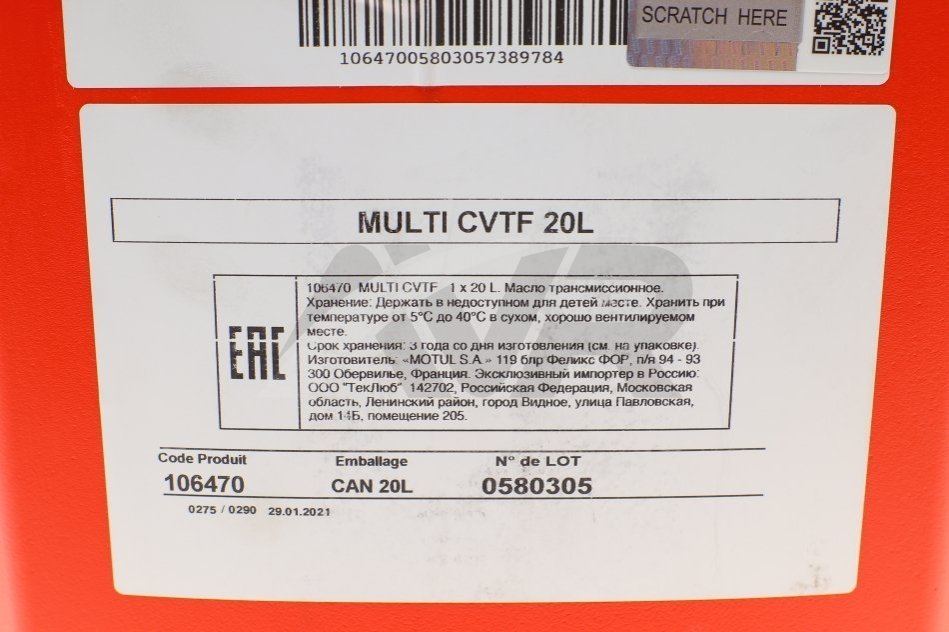 SCRATCH HERE
10647005803057389784
MULTI CVTF 20L
106470 MULTI CVTF 1 x 20 L. Масло трансмиссионное.
Хранение: Держать в недоступном для детей месте. Хранить при
температуре от 5°C до 40°C в сухом, хорошо вентилируемом
месте.
Срок хранения: 3 года со дня изготовления (см. на упаковке).
Изготовитель: «MOTUL S.A.» 119 блр Феликс ФОР, п/я 94 - 93
300 Обервилье, Франция. Эксклюзивный импортер в Россию:
ООО "ТекЛюб" 142702, Российская Федерация, Московская
область, Ленинский район, город Видное, улица Павловская,
дом 14Б, помещение 205.
EAC
Code Produit Emballage N° de LOT
106470 CAN 20L 0580305
0275 / 0290 29.01.2021